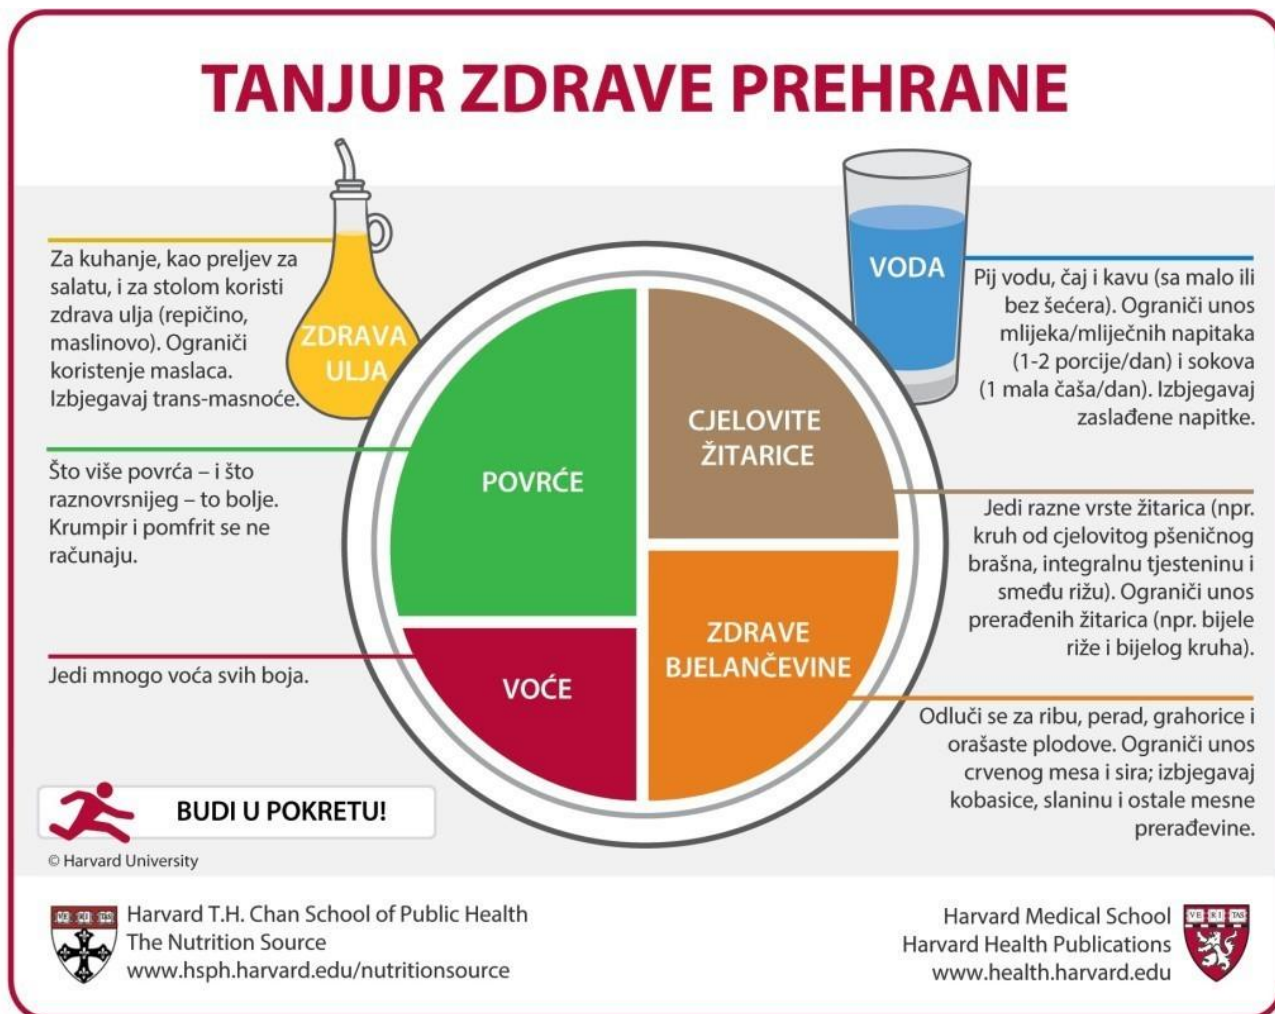 TANJUR ZDRAVE PREHRANE
Za kuhanje, kao preljev za
salatu, i za stolom koristi
zdrava ulja (repičino,
maslinovo). Ograniči
koristenje maslaca.
Izbjegavaj trans-masnoće.
ZDRAVA
ULJA
VODA
Pij vodu, čaj i kavu (sa malo ili
bez šećera). Ograniči unos
mlijeka/mliječnih napitaka
(1-2 porcije/dan) i sokova
(1 mala čaša/dan). Izbjegavaj
zaslađene napitke.
Što više povrća – i što
raznovrsnijeg – to bolje.
Krumpir i pomfrit se ne
računaju.
POVRĆE
CJELOVITE
ŽITARICE
Jedi razne vrste žitarica (npr.
kruh od cjelovitog pšeničnog
brašna, integralnu tjesteninu i
smeđu rižu). Ograniči unos
prerađenih žitarica (npr. bijele
riže i bijelog kruha).
Jedi mnogo voća svih boja.
VOĆE
ZDRAVE
BJELANČEVINE
Odluči se za ribu, perad, grahorice i
orašaste plodove. Ograniči unos
crvenog mesa i sira; izbjegavaj
kobasice, slaninu i ostale mesne
prerađevine.
BUDI U POKRETU!
© Harvard University
VE RI TAS
Harvard T.H. Chan School of Public Health
The Nutrition Source
www.hsph.harvard.edu/nutritionsource
Harvard Medical School
Harvard Health Publications
www.health.harvard.edu
VE RI TAS